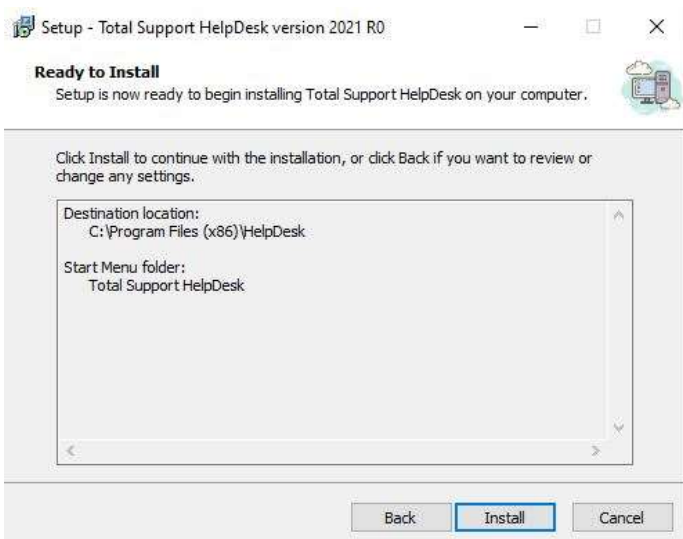 Setup - Total Support HelpDesk version 2021 R0
Ready to Install
Setup is now ready to begin installing Total Support HelpDesk on your computer.
Click Install to continue with the installation, or click Back if you want to review or
change any settings.
Destination location:
C:\Program Files (x86)\HelpDesk
Start Menu folder:
Total Support HelpDesk
Back Install Cancel